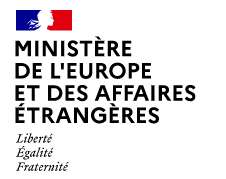 MINISTÈRE
DE L'EUROPE
ET DES AFFAIRES
ÉTRANGÈRES
Liberté
Égalité
Fraternité